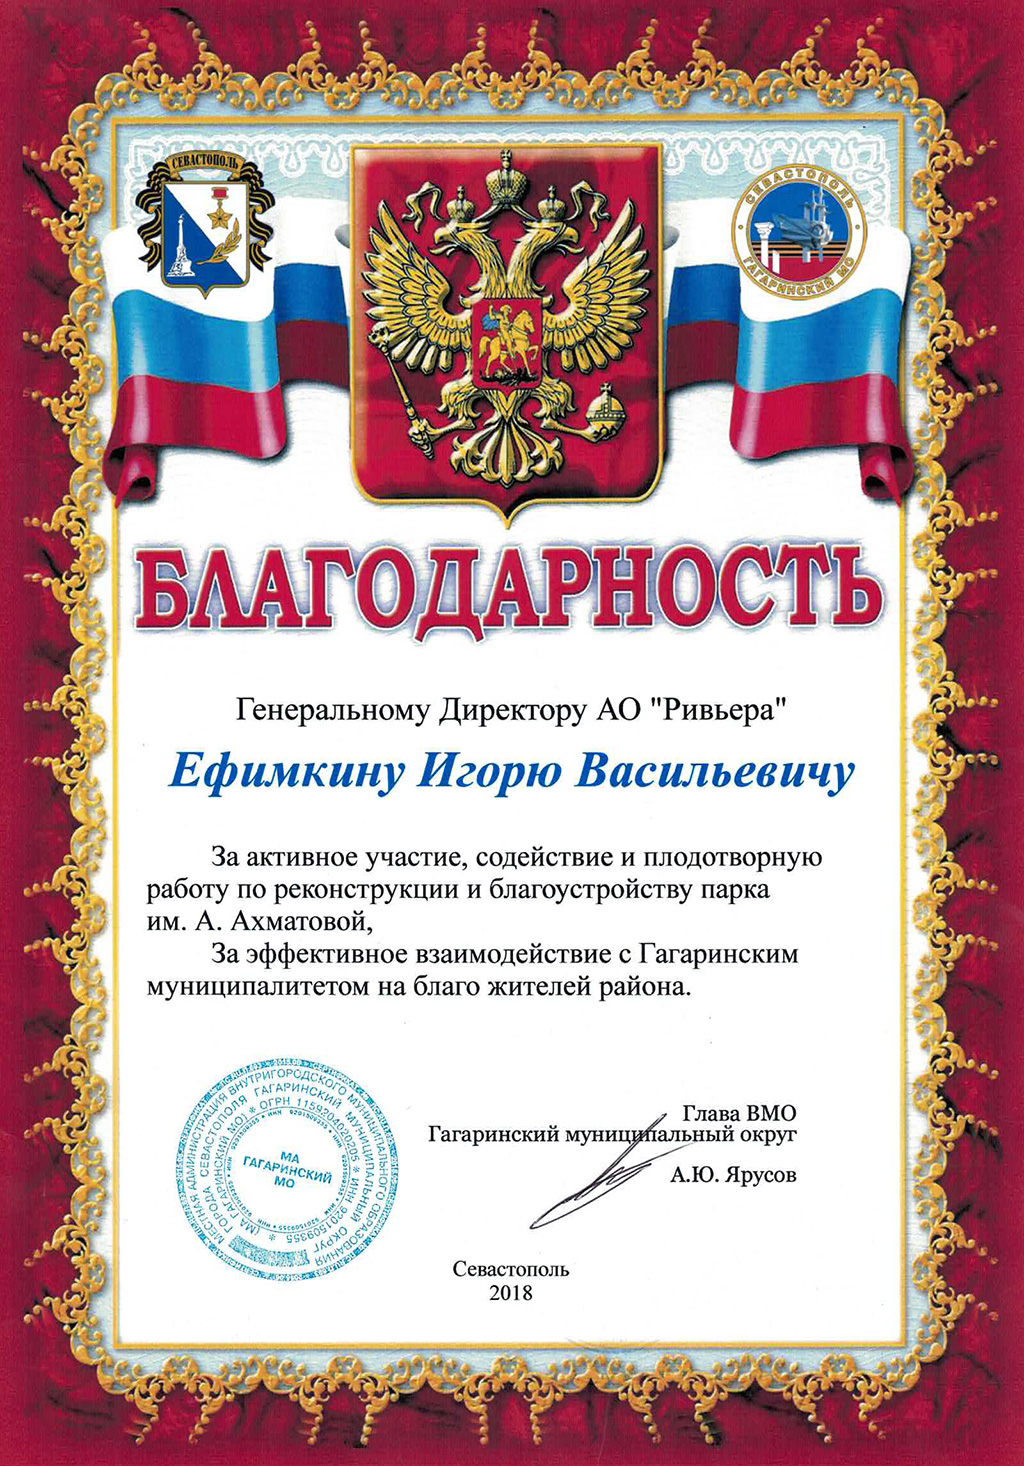 СЕВАСТОПОЛЬ
СЕВАСТОПОЛЬ
ГАГАРИНСКИЙ МО
БЛАГОДАРНОСТЬ
Генеральному Директору АО "Ривьера"
Ефимкину Игорю Васильевичу
За активное участие, содействие и плодотворную
работу по реконструкции и благоустройству парка
им. А. Ахматовой,
За эффективное взаимодействие с Гагаринским
муниципалитетом на благо жителей района.
МЕСТНАЯ АДМИНИСТРАЦИЯ ВНУТРИГОРОДСКОГО МУНИЦИПАЛЬНОГО ОБРАЗОВАНИЯ
ГОРОДА СЕВАСТОПОЛЯ ГАГАРИНСКИЙ МУНИЦИПАЛЬНЫЙ ОКРУГ
(МА ГАГАРИНСКИЙ МО) * ОГРН 1159204020205 * ИНН 9201509355 *
МА
ГАГАРИНСКИЙ
МО
Глава ВМО
Гагаринский муниципальный округ
А.Ю. Ярусов
Севастополь
2018